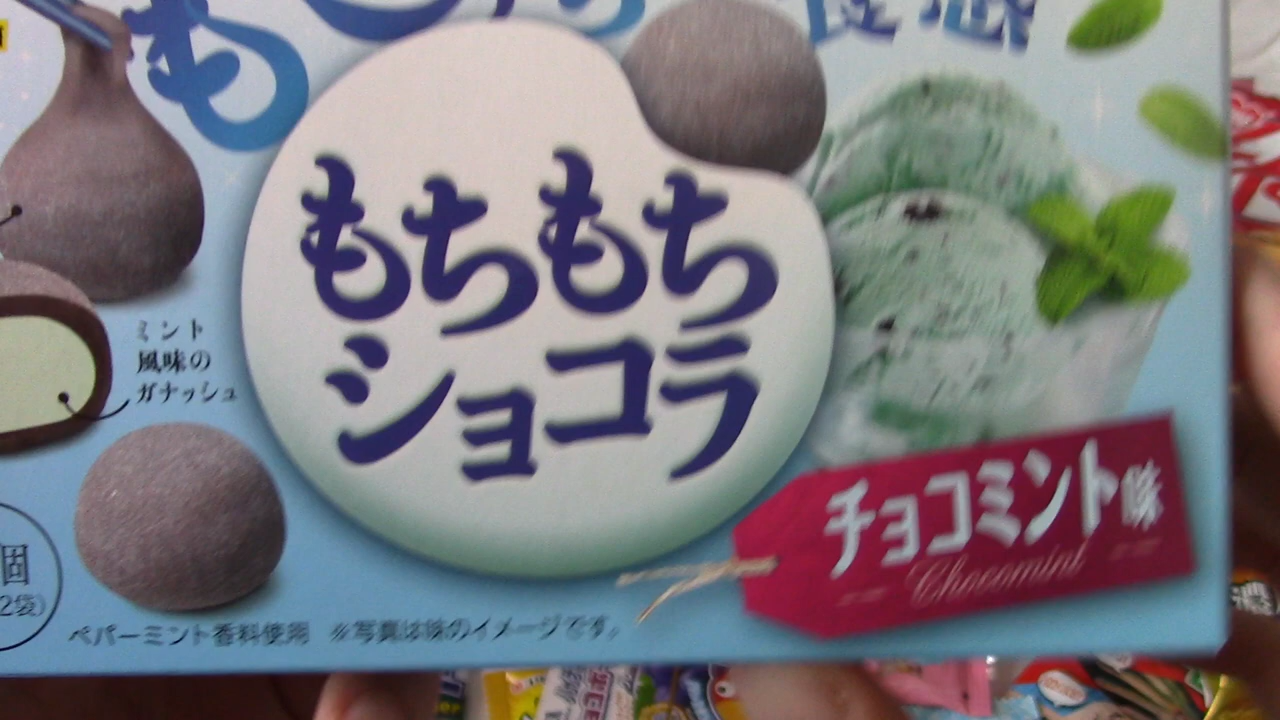 もちもち
ショコラ
ミント
風味の
ガナッシュ
チョコミント味
Chocomint
ペパーミント香料使用 ※写真は味のイメージです。